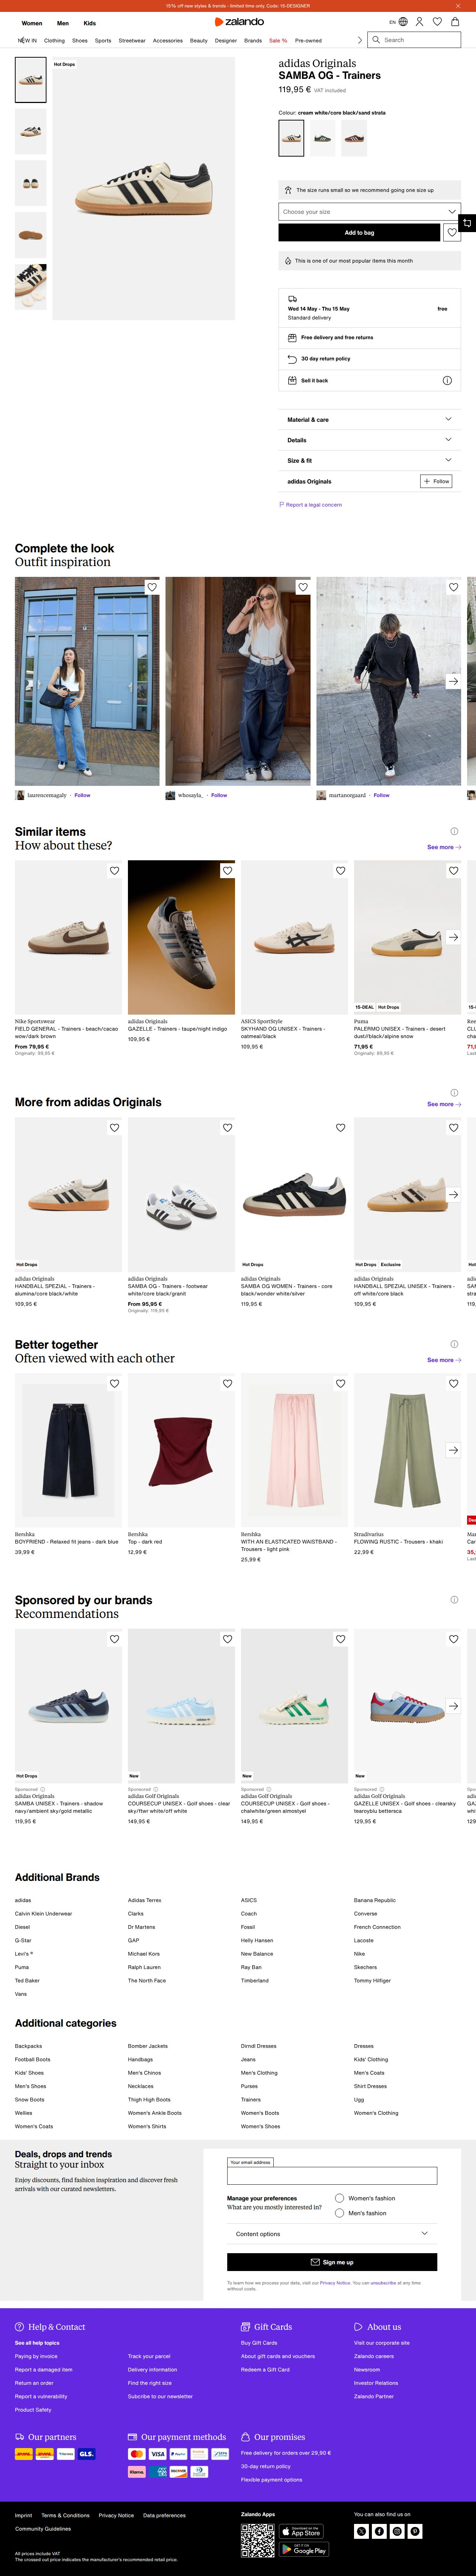 15% off new styles & trends - limited time only. Code: 15-DESIGNER
Women Men Kids
zalando
EN
NEW IN Clothing Shoes Sports Streetwear Accessories Beauty Designer Brands Sale % Pre-owned
Search
Hot Drops
adidas Originals
SAMBA OG - Trainers
119,95 € VAT included
Colour: cream white/core black/sand strata
The size runs small so we recommend going one size up
Choose your size
Add to bag
This is one of our most popular items this month
Wed 14 May - Thu 15 May free
Standard delivery
Free delivery and free returns
30 day return policy
Sell it back
Material & care
Details
Size & fit
adidas Originals
Follow
Report a legal concern
Complete the look
Outfit inspiration
laurencemagaly · Follow
whosayla_ · Follow
martanorgaard · Follow
Similar items
How about these?
See more
15-DEAL Hot Drops
Nike Sportswear
FIELD GENERAL - Trainers - beach/cacao
wow/dark brown
From 79,95 €
Originally: 99,95 €
adidas Originals
GAZELLE - Trainers - taupe/night indigo
109,95 €
ASICS SportStyle
SKYHAND OG UNISEX - Trainers -
oatmeal/black
109,95 €
Puma
PALERMO UNISEX - Trainers - desert
dust//black/alpine snow
71,95 €
Originally: 89,99 €
More from adidas Originals
See more
Hot Drops
Hot Drops
Hot Drops Exclusive
adidas Originals
HANDBALL SPEZIAL - Trainers -
alumina/core black/white
109,95 €
adidas Originals
SAMBA OG - Trainers - footwear
white/core black/granit
From 95,95 €
Originally: 119,95 €
adidas Originals
SAMBA OG WOMEN - Trainers - core
black/wonder white/silver
119,95 €
adidas Originals
HANDBALL SPEZIAL UNISEX - Trainers -
off white/core black
109,95 €
Better together
Often viewed with each other
See more
Bershka
BOYFRIEND - Relaxed fit jeans - dark blue
39,99 €
Bershka
Top - dark red
12,99 €
Bershka
WITH AN ELASTICATED WAISTBAND -
Trousers - light pink
25,99 €
Stradivarius
FLOWING RUSTIC - Trousers - khaki
22,99 €
Sponsored by our brands
Recommendations
Hot Drops
New
New
New
Sponsored
adidas Originals
SAMBA UNISEX - Trainers - shadow
navy/ambient sky/gold metallic
119,95 €
Sponsored
adidas Golf Originals
COURSECUP UNISEX - Golf shoes - clear
sky/ftwr white/off white
149,95 €
Sponsored
adidas Golf Originals
COURSECUP UNISEX - Golf shoes -
chalwhite/green almostyel
149,95 €
Sponsored
adidas Golf Originals
GAZELLE UNISEX - Golf shoes - clearsky
tearoyblu bettersca
129,95 €
Additional Brands
adidas Adidas Terrex ASICS Banana Republic
Calvin Klein Underwear Clarks Coach Converse
Diesel Dr Martens Fossil French Connection
G-Star GAP Helly Hansen Lacoste
Levi's ® Michael Kors New Balance Nike
Puma Ralph Lauren Ray Ban Skechers
Ted Baker The North Face Timberland Tommy Hilfiger
Vans
Additional categories
Backpacks Bomber Jackets Dirndl Dresses Dresses
Football Boots Handbags Jeans Kids' Clothing
Kids' Shoes Men's Chinos Men's Clothing Men's Coats
Men's Shoes Necklaces Purses Shirt Dresses
Snow Boots Thigh High Boots Trainers Ugg
Wellies Women's Ankle Boots Women's Boots Women's Clothing
Women's Coats Women's Shirts Women's Shoes
Deals, drops and trends
Straight to your inbox
Enjoy discounts, find fashion inspiration and discover fresh
arrivals with our curated newsletters.
Your email address
Manage your preferences
What are you mostly interested in?
Women's fashion
Men's fashion
Content options
Sign me up
To learn how we process your data, visit our Privacy Notice. You can unsubscribe at any time
without costs.
Help & Contact
See all help topics
Paying by invoice
Report a damaged item
Return an order
Report a vulnerability
Product Safety
Track your parcel
Delivery information
Find the right size
Subcribe to our newsletter
Gift Cards
Buy Gift Cards
About gift cards and vouchers
Redeem a Gift Card
About us
Visit our corporate site
Zalando careers
Newsroom
Investor Relations
Zalando Partner
Our partners
GLS.
Our payment methods
VISA PayPal
Klarna. DISCOVER
Our promises
Free delivery for orders over 29,90 €
30-day return policy
Flexible payment options
Imprint Terms & Conditions Privacy Notice Data preferences
Community Guidelines
All prices include VAT
The crossed out price indicates the manufacturer's recommended retail price.
Zalando Apps
Download on the
App Store
GET IT ON
Google Play
You can also find us on